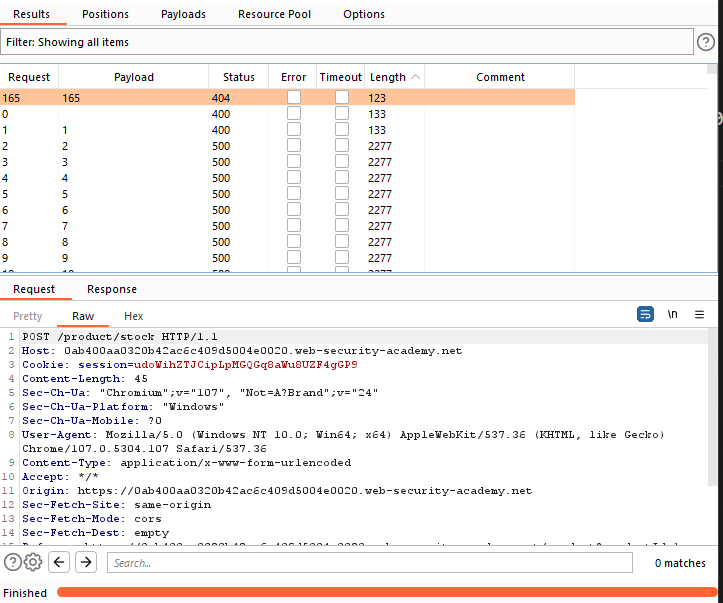 Results Positions Payloads Resource Pool Options
Filter: Showing all items
Request Payload Status Error Timeout Length Comment
165 165 404 123
0 400 133
1 1 400 133
2 2 500 2277
3 3 500 2277
4 4 500 2277
5 5 500 2277
6 6 500 2277
7 7 500 2277
8 8 500 2277
9 9 500 2277
10 10 500 2277
Request Response
Pretty Raw Hex \n
1 POST /product/stock HTTP/1.1
2 Host: 0ab400aa0320b42ac6c409d5004e0020.web-security-academy.net
3 Cookie: session=udoWihZTJCipLpMGQGq8aWu8UZF4gGP9
4 Content-Length: 45
5 Sec-Ch-Ua: "Chromium";v="107", "Not=A?Brand";v="24"
6 Sec-Ch-Ua-Platform: "Windows"
7 Sec-Ch-Ua-Mobile: ?0
8 User-Agent: Mozilla/5.0 (Windows NT 10.0; Win64; x64) AppleWebKit/537.36 (KHTML, like Gecko)
Chrome/107.0.5304.107 Safari/537.36
9 Content-Type: application/x-www-form-urlencoded
10 Accept: */*
11 Origin: https://0ab400aa0320b42ac6c409d5004e0020.web-security-academy.net
12 Sec-Fetch-Site: same-origin
13 Sec-Fetch-Mode: cors
14 Sec-Fetch-Dest: empty
Search... 0 matches
Finished